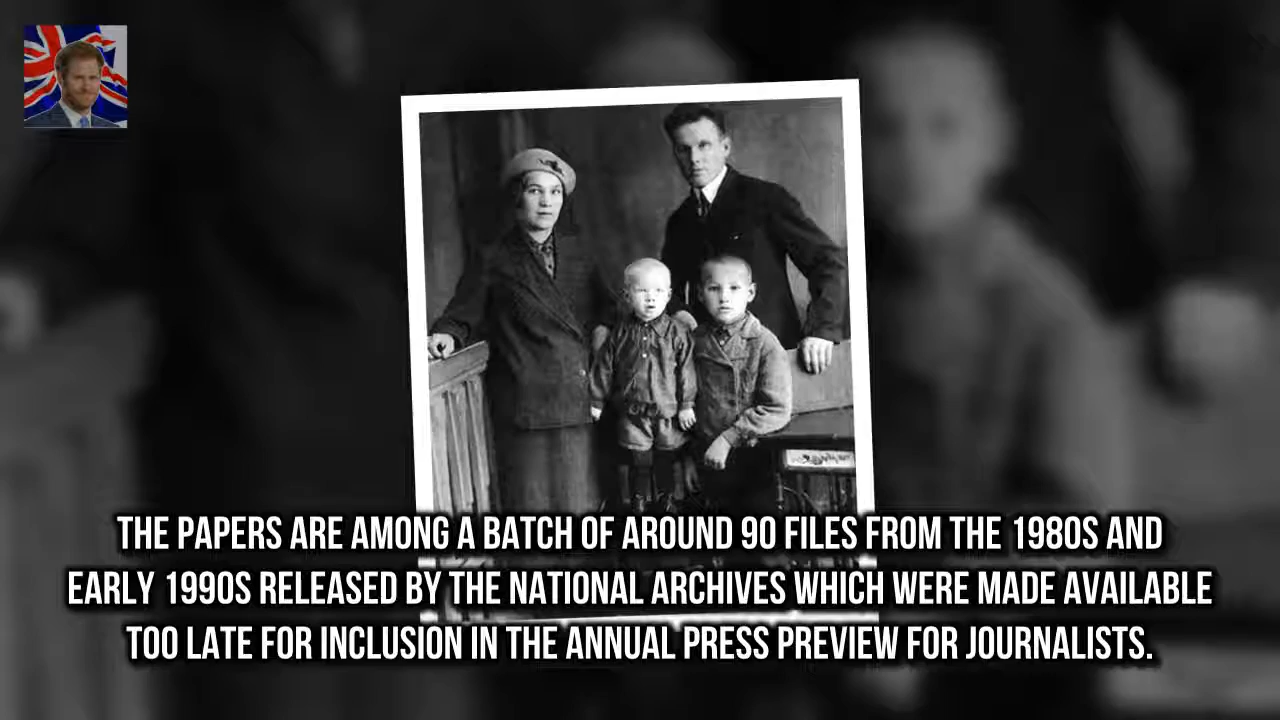 THE PAPERS ARE AMONG A BATCH OF AROUND 90 FILES FROM THE 1980S AND
EARLY 1990S RELEASED BY THE NATIONAL ARCHIVES WHICH WERE MADE AVAILABLE
TOO LATE FOR INCLUSION IN THE ANNUAL PRESS PREVIEW FOR JOURNALISTS.